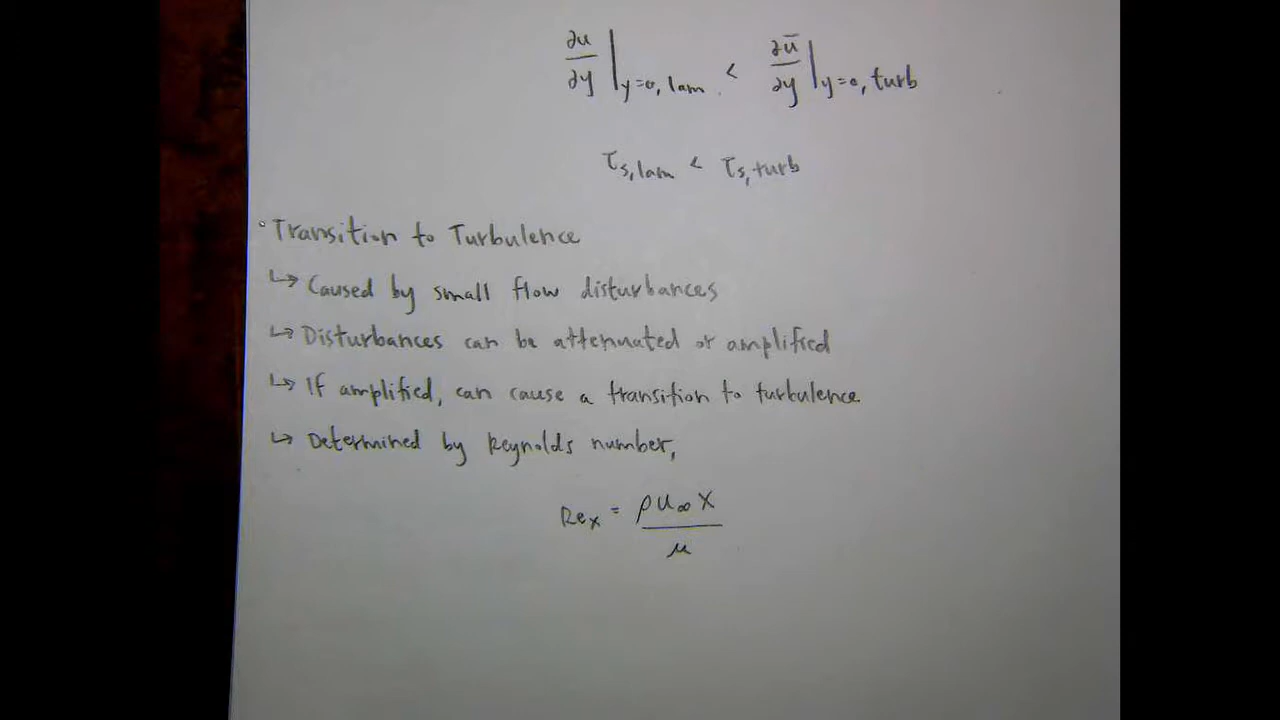 ∂u/∂y |y=0, lam < ∂ū/∂y |y=0, turb
τs,lam < τs,turb
• Transition to Turbulence
↳ Caused by small flow disturbances
↳ Disturbances can be attenuated or amplified
↳ If amplified, can cause a transition to turbulence
↳ Determined by Reynolds number,
Rex = ρu∞x / μ